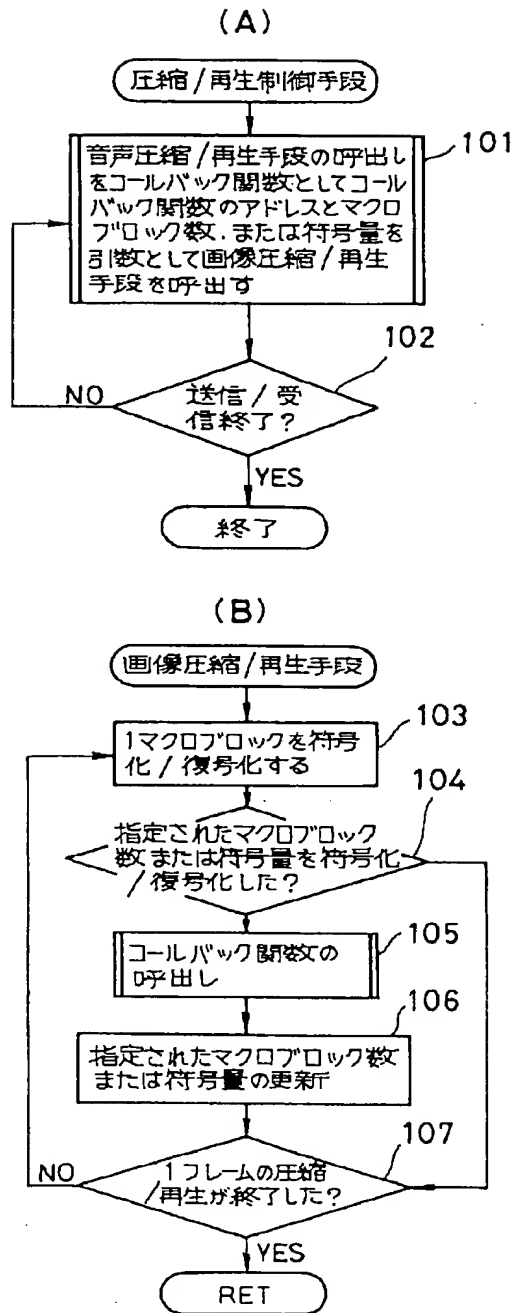 (A)
圧縮/再生制御手段
101
音声圧縮/再生手段の呼出し
をコールバック関数としてコール
バック関数のアドレスとマクロ
ブロック数．または符号量を
引数として画像圧縮/再生
手段を呼出す
102
送信/受
信終了？
NO
YES
終了
(B)
画像圧縮/再生手段
103
1マクロブロックを符号
化/復号化する
104
指定されたマクロブロック
数または符号量を符号化
/復号化した？
105
コールバック関数の
呼出し
106
指定されたマクロブロック数
または符号量の更新
107
NO
1フレームの圧縮
/再生が終了した？
YES
RET